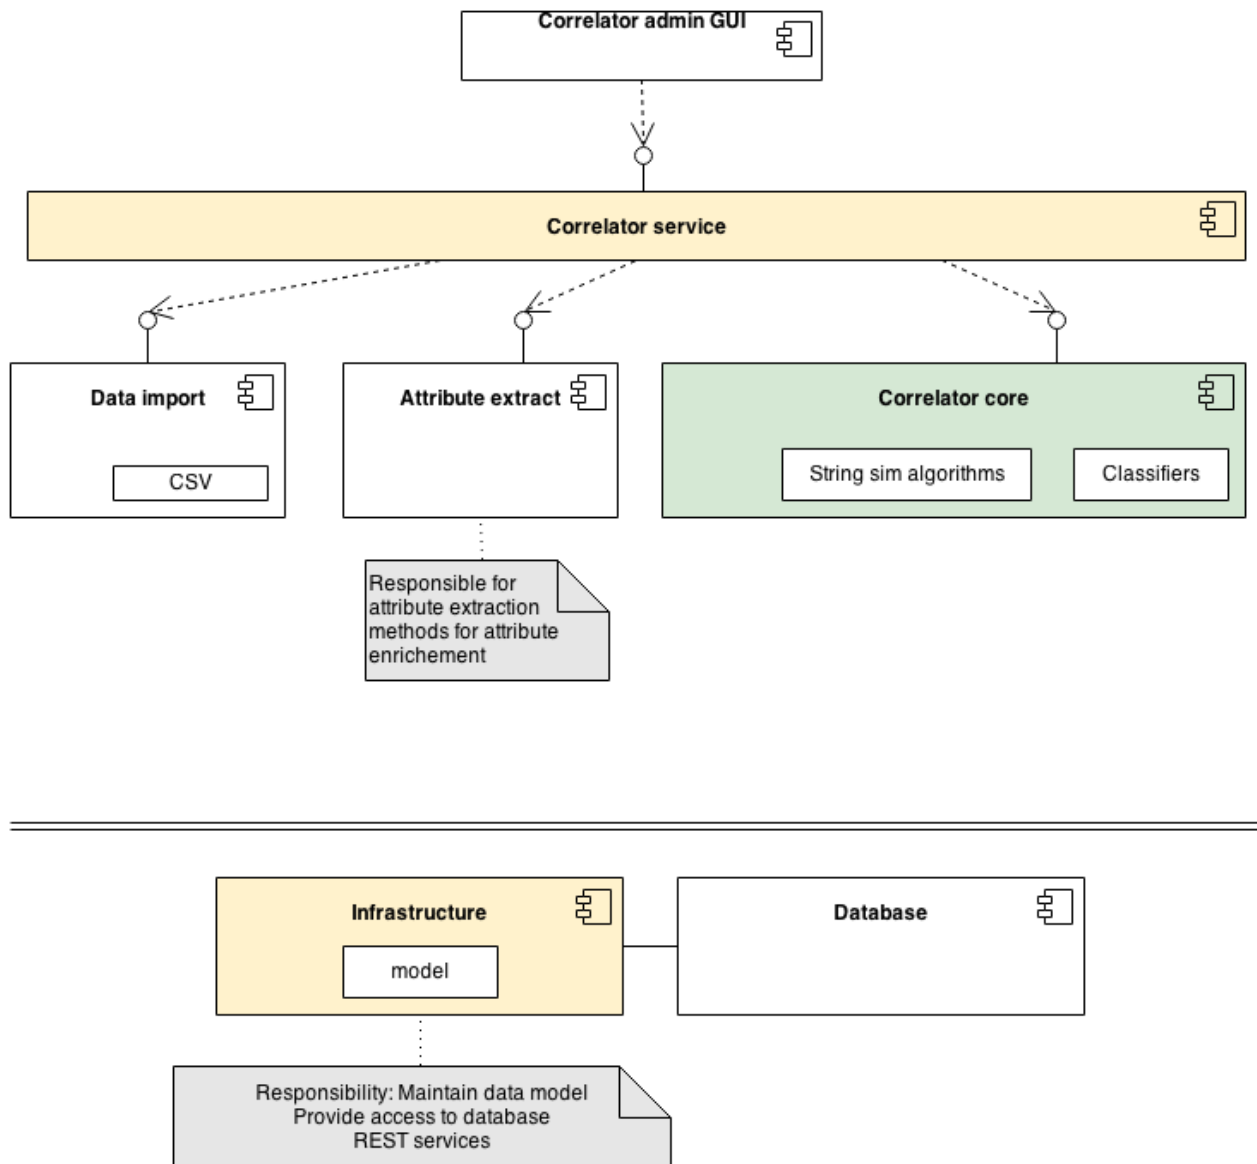 Correlator admin GUI
Correlator service
Data import
CSV
Attribute extract
Correlator core
String sim algorithms
Classifiers
Responsible for
attribute extraction
methods for attribute
enrichement
Infrastructure
model
Database
Responsibility: Maintain data model
Provide access to database
REST services